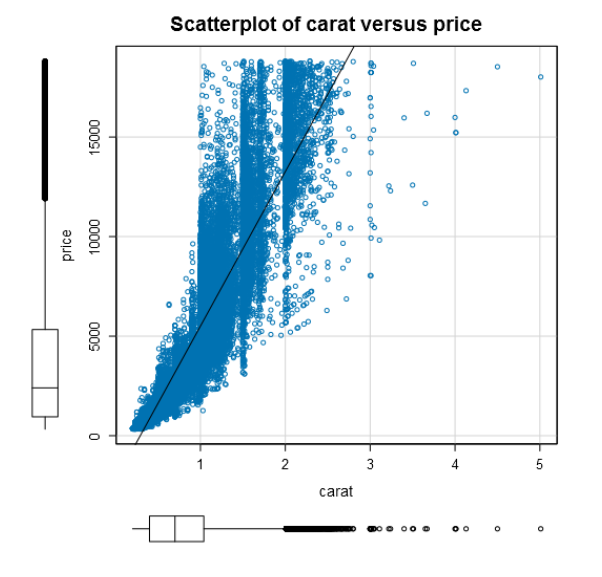 Scatterplot of carat versus price
price
15000
10000
5000
0
1 2 3 4 5
carat